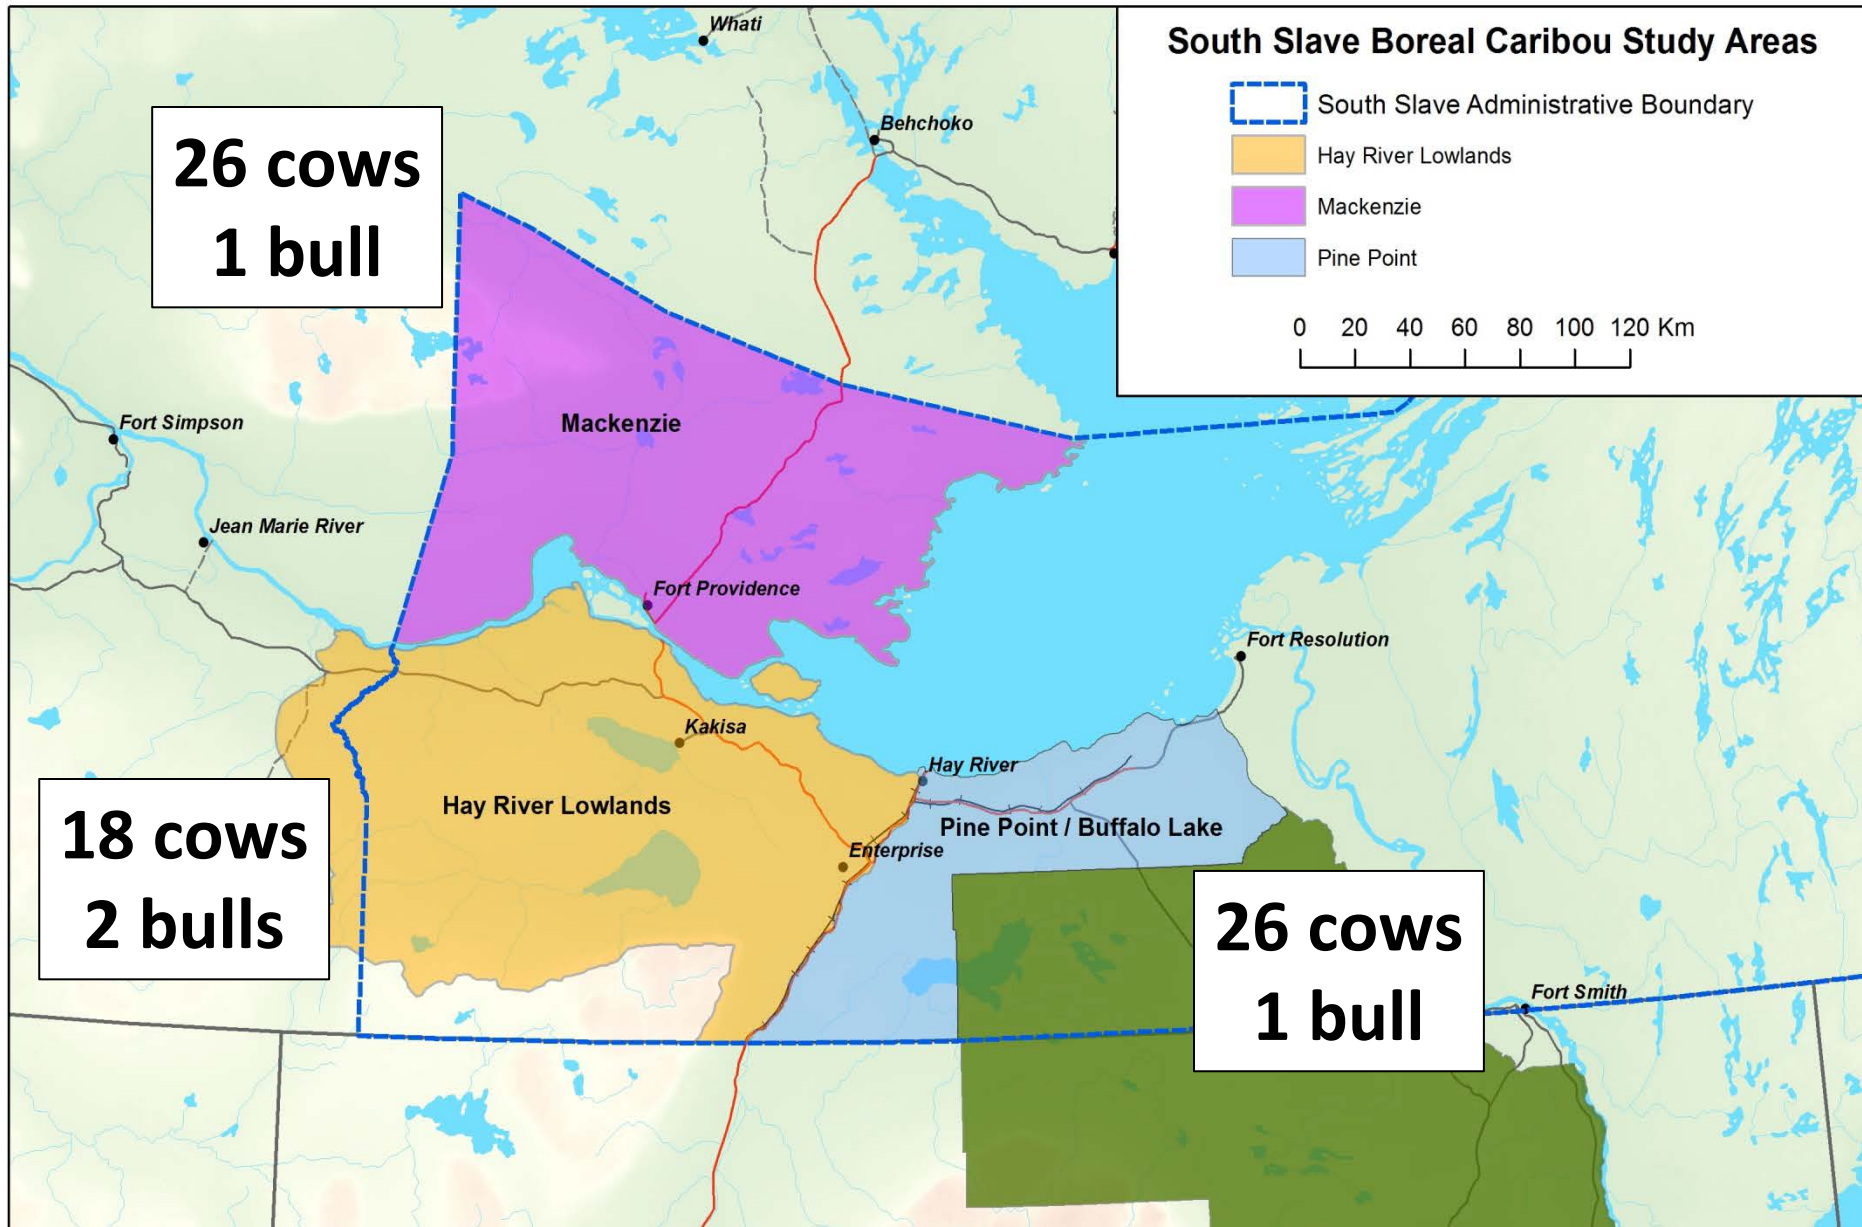 Whati
South Slave Boreal Caribou Study Areas
South Slave Administrative Boundary
Hay River Lowlands
Mackenzie
Pine Point
0 20 40 60 80 100 120 Km
Behchoko
26 cows
1 bull
Mackenzie
Fort Simpson
Jean Marie River
Fort Providence
Fort Resolution
Kakisa
Hay River
Hay River Lowlands
Pine Point / Buffalo Lake
Enterprise
18 cows
2 bulls
26 cows
1 bull
Fort Smith